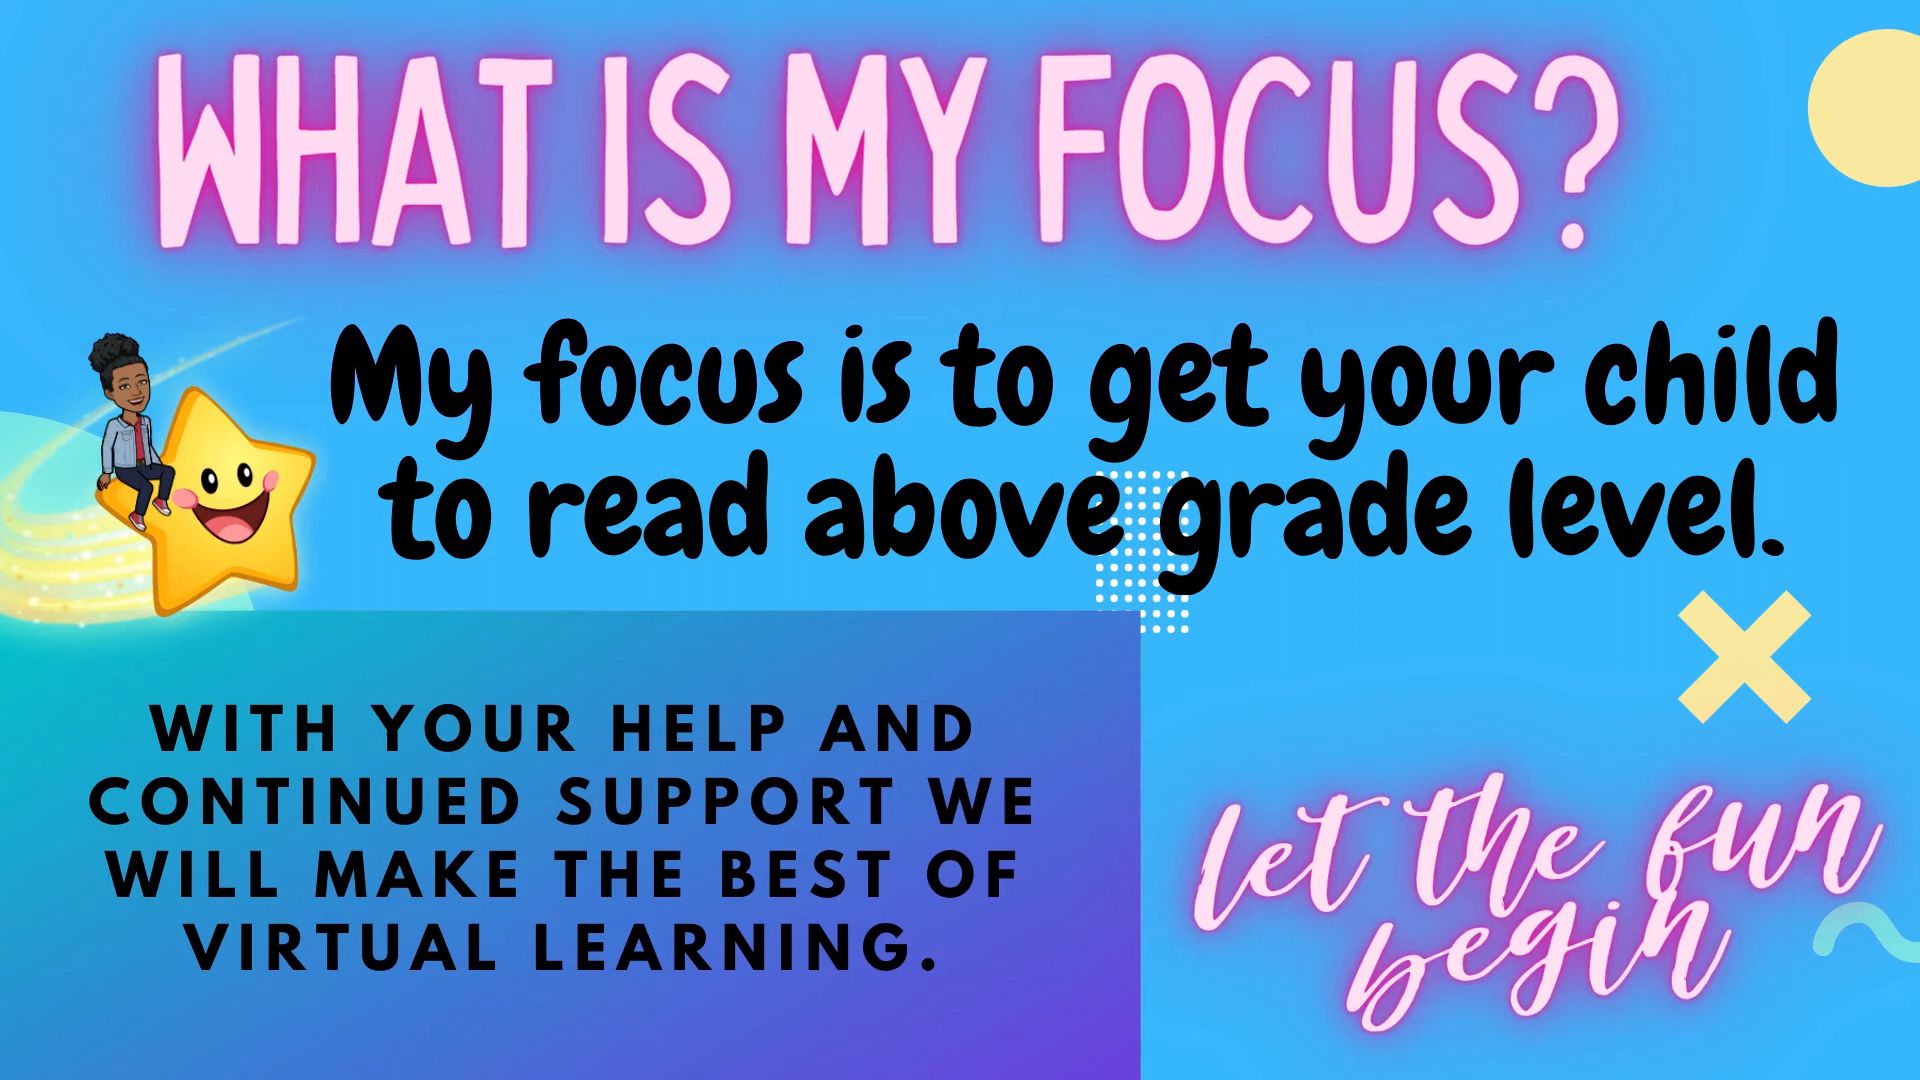 WHAT IS MY FOCUS?
My focus is to get your child
to read above grade level.
WITH YOUR HELP AND
CONTINUED SUPPORT WE
WILL MAKE THE BEST OF
VIRTUAL LEARNING.
let the fun
begin